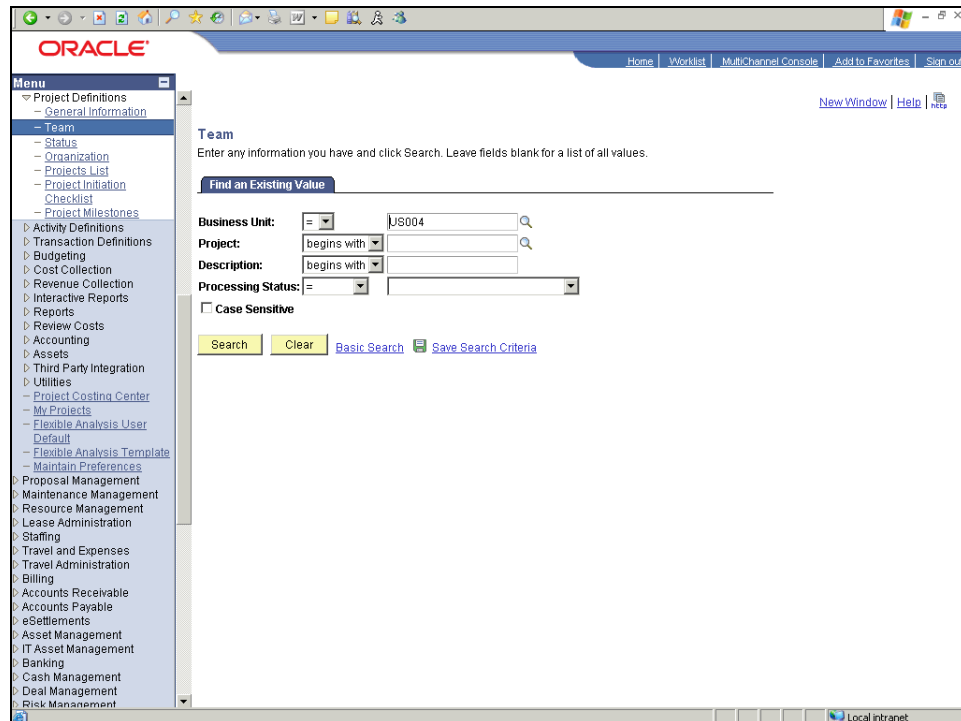 ORACLE
Home | Worklist | MultiChannel Console | Add to Favorites | Sign out
Menu
Project Definitions
General Information
Team
Status
Organization
Projects List
Project Initiation
Checklist
Project Milestones
Activity Definitions
Transaction Definitions
Budgeting
Cost Collection
Revenue Collection
Interactive Reports
Reports
Review Costs
Accounting
Assets
Third Party Integration
Utilities
Project Costing Center
My Projects
Flexible Analysis User
Default
Flexible Analysis Template
Maintain Preferences
Proposal Management
Maintenance Management
Resource Management
Lease Administration
Staffing
Travel and Expenses
Travel Administration
Billing
Accounts Receivable
Accounts Payable
eSettlements
Asset Management
IT Asset Management
Banking
Cash Management
Deal Management
Risk Management
New Window | Help | http
Team
Enter any information you have and click Search. Leave fields blank for a list of all values.
Find an Existing Value
Business Unit: = US004
Project: begins with
Description: begins with
Processing Status: =
Case Sensitive
Search Clear Basic Search Save Search Criteria
Local intranet